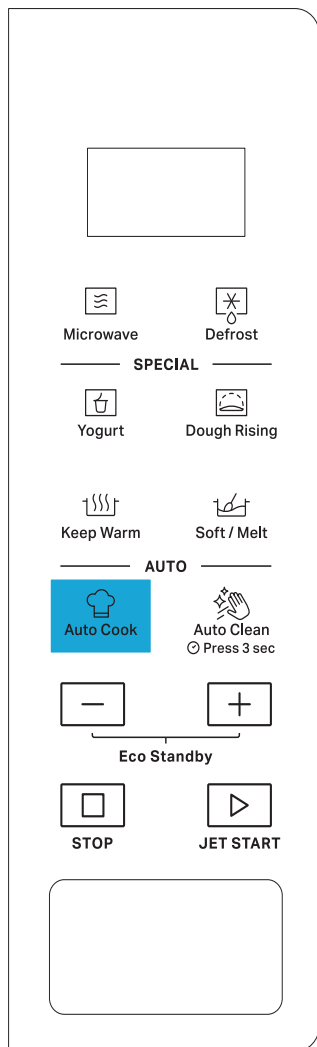 Microwave Defrost
SPECIAL
Yogurt Dough Rising
Keep Warm Soft / Melt
AUTO
Auto Cook Auto Clean
Press 3 sec
Eco Standby
STOP JET START